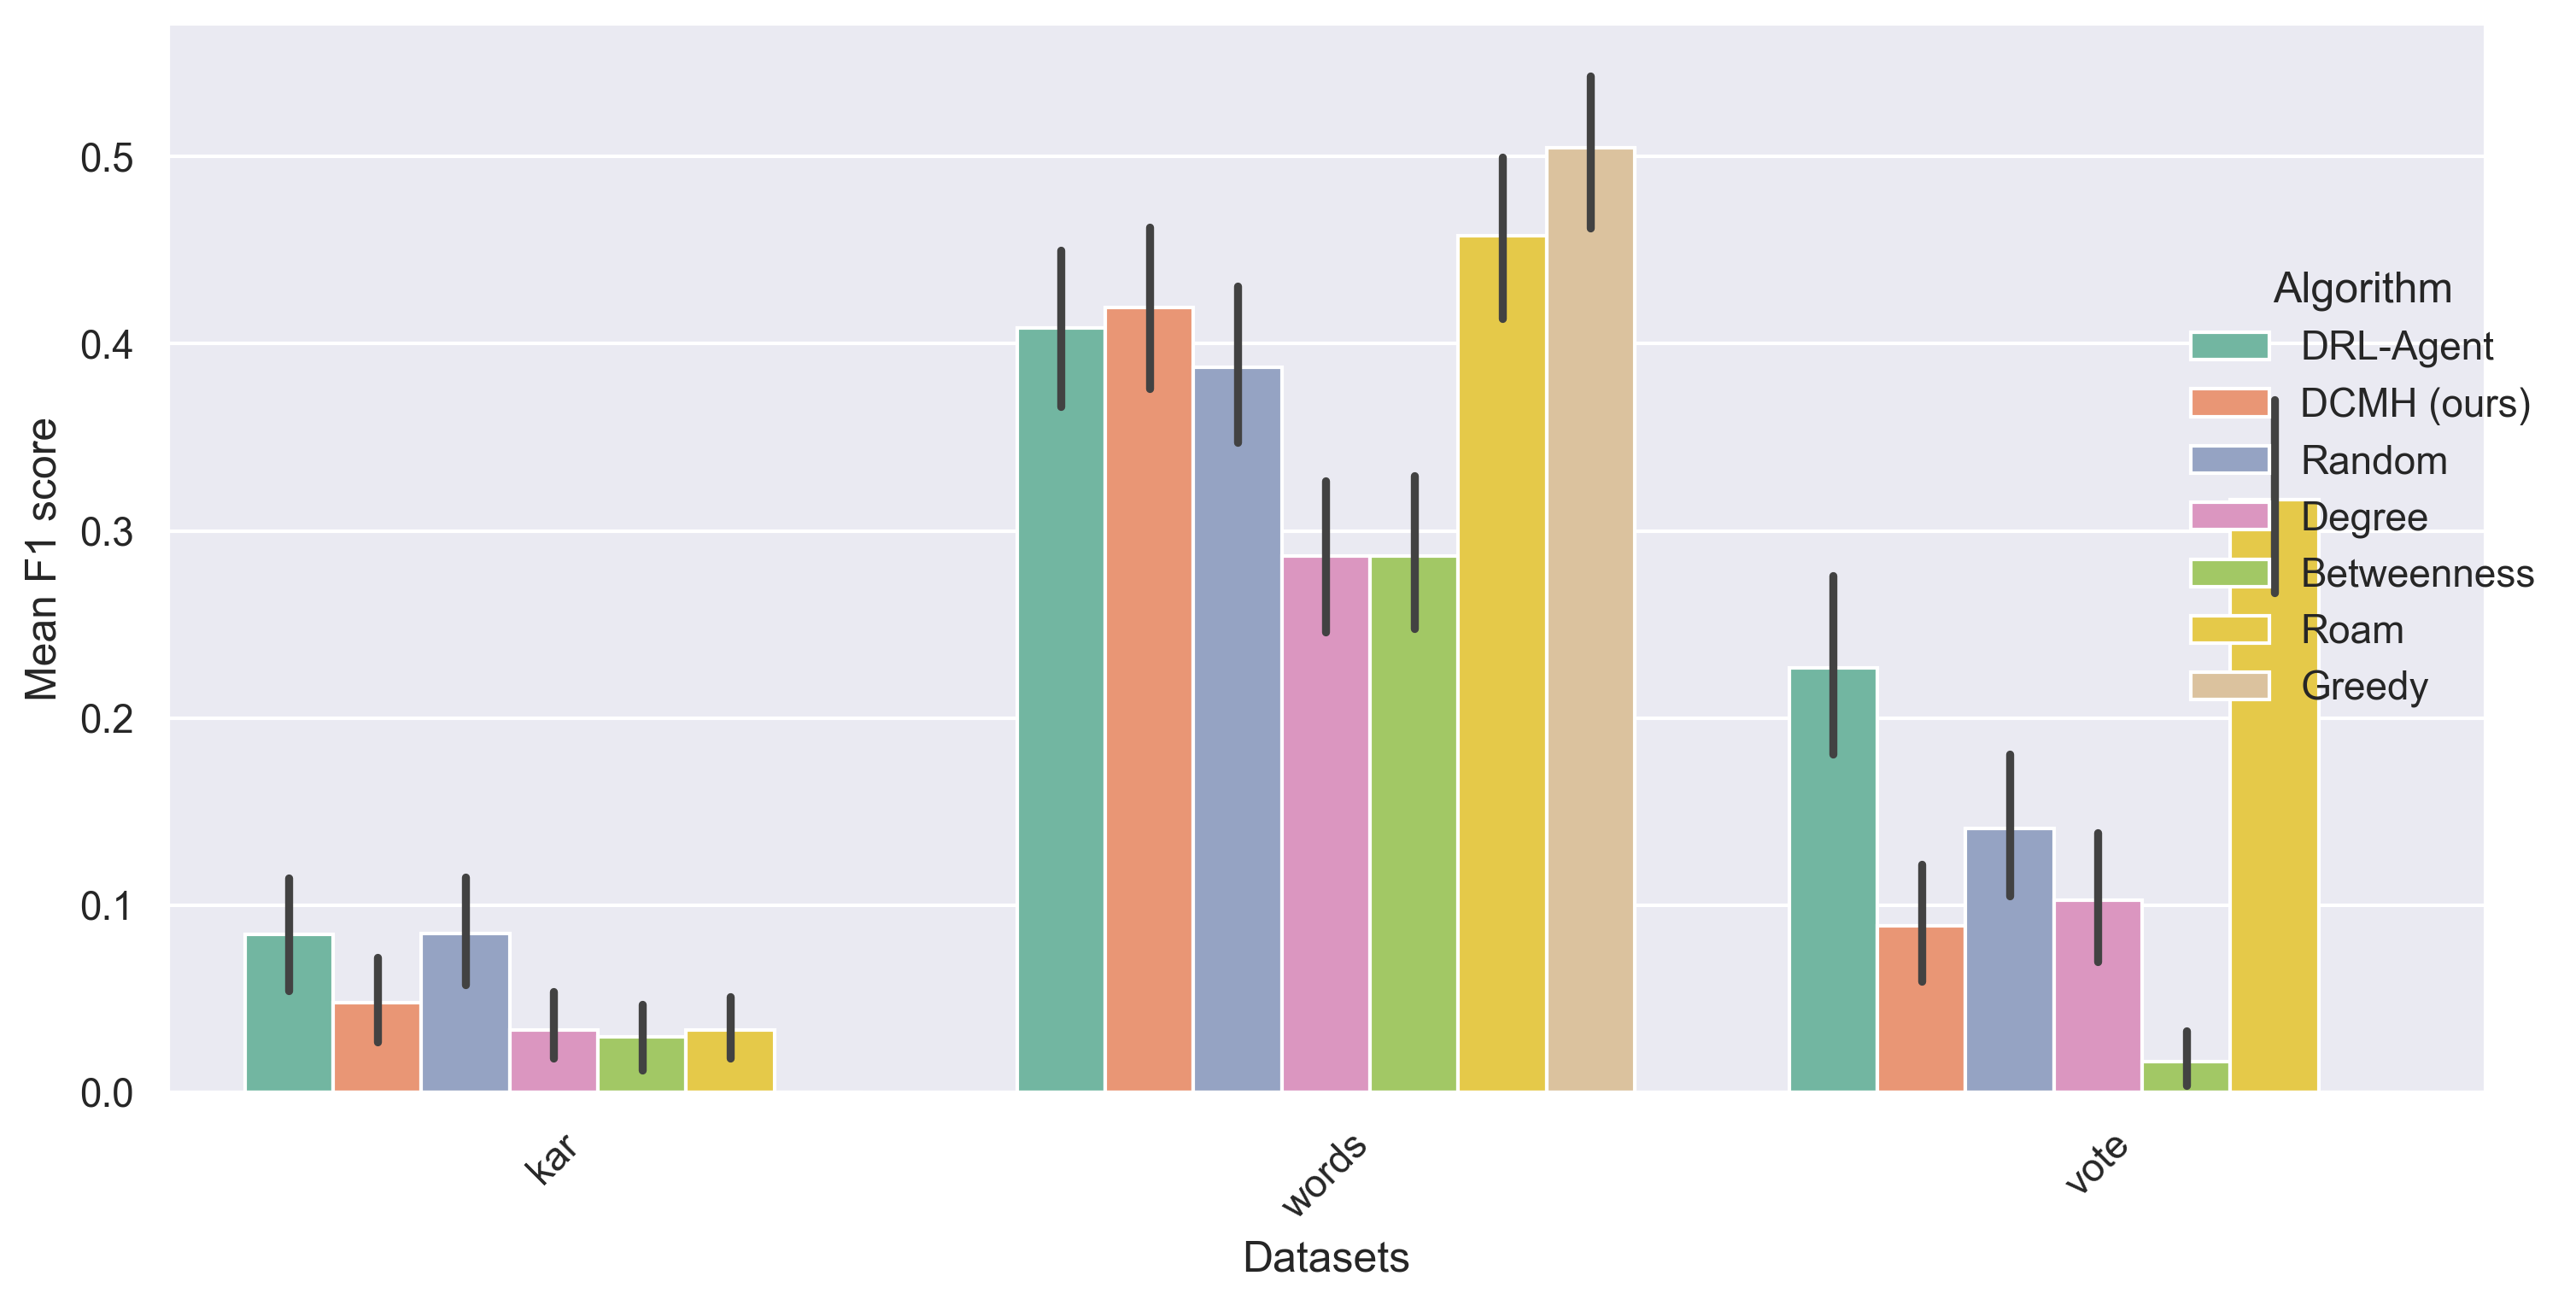 Mean F1 score
0.5
0.4
0.3
0.2
0.1
0.0
kar
words
vote
Datasets
Algorithm
DRL-Agent
DCMH (ours)
Random
Degree
Betweenness
Roam
Greedy